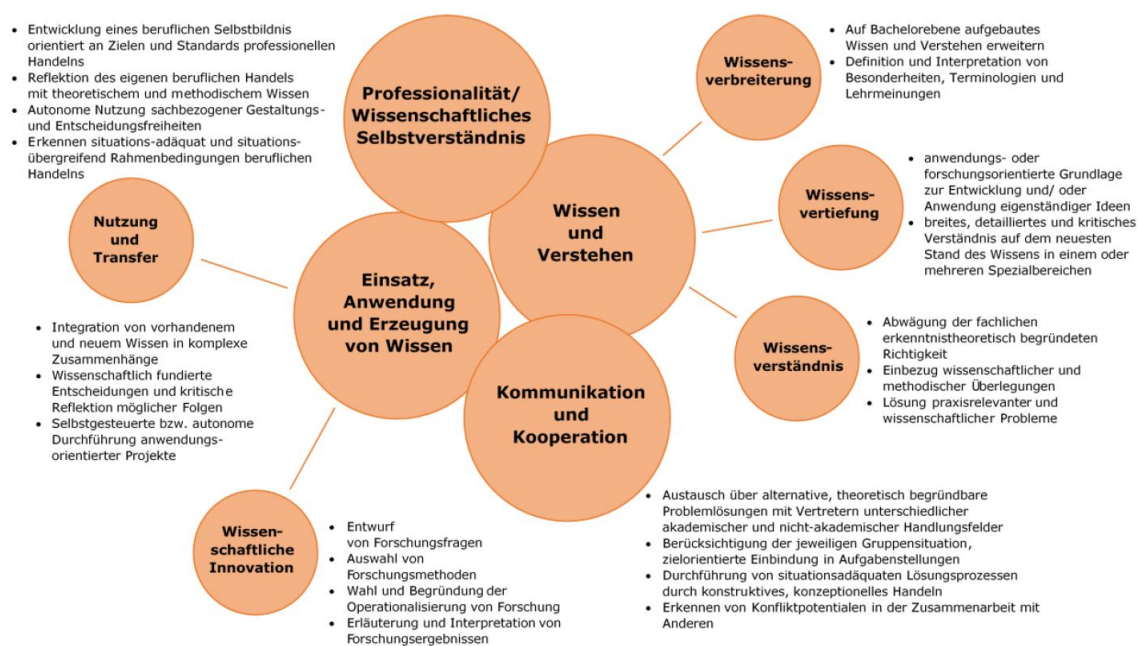 • Entwicklung eines beruflichen Selbstbildnis
orientiert an Zielen und Standards professionellen
Handelns
• Reflektion des eigenen beruflichen Handels
mit theoretischem und methodischem Wissen
• Autonome Nutzung sachbezogener Gestaltungs-
und Entscheidungsfreiheiten
• Erkennen situations-adäquat und situations-
übergreifend Rahmenbedingungen beruflichen
Handelns
Professionalität/
Wissenschaftliches
Selbstverständnis
Wissens-
verbreiterung
• Auf Bachelorebene aufgebautes
Wissen und Verstehen erweitern
• Definition und Interpretation von
Besonderheiten, Terminologien und
Lehrmeinungen
Wissen
und
Verstehen
Wissens-
vertiefung
• anwendungs- oder
forschungsorientierte Grundlage
zur Entwicklung und/ oder
Anwendung eigenständiger Ideen
• breites, detailliertes und kritisches
Verständnis auf dem neuesten
Stand des Wissens in einem oder
mehreren Spezialbereichen
Wissens-
verständnis
• Abwägung der fachlichen
erkenntnistheoretisch begründeten
Richtigkeit
• Einbezug wissenschaftlicher und
methodischer Überlegungen
• Lösung praxisrelevanter und
wissenschaftlicher Probleme
Nutzung
und
Transfer
Einsatz,
Anwendung
und Erzeugung
von Wissen
• Integration von vorhandenem
und neuem Wissen in komplexe
Zusammenhänge
• Wissenschaftlich fundierte
Entscheidungen und kritische
Reflektion möglicher Folgen
• Selbstgesteuerte bzw. autonome
Durchführung anwendungs-
orientierter Projekte
Kommunikation
und
Kooperation
Wissen-
schaftliche
Innovation
• Entwurf
von Forschungsfragen
• Auswahl von
Forschungsmethoden
• Wahl und Begründung der
Operationalisierung von Forschung
• Erläuterung und Interpretation von
Forschungsergebnissen
• Austausch über alternative, theoretisch begründbare
Problemlösungen mit Vertretern unterschiedlicher
akademischer und nicht-akademischer Handlungsfelder
• Berücksichtigung der jeweiligen Gruppensituation,
zielorientierte Einbindung in Aufgabenstellungen
• Durchführung von situationsadäquaten Lösungsprozessen
durch konstruktives, konzeptionelles Handeln
• Erkennen von Konfliktpotentialen in der Zusammenarbeit mit
Anderen